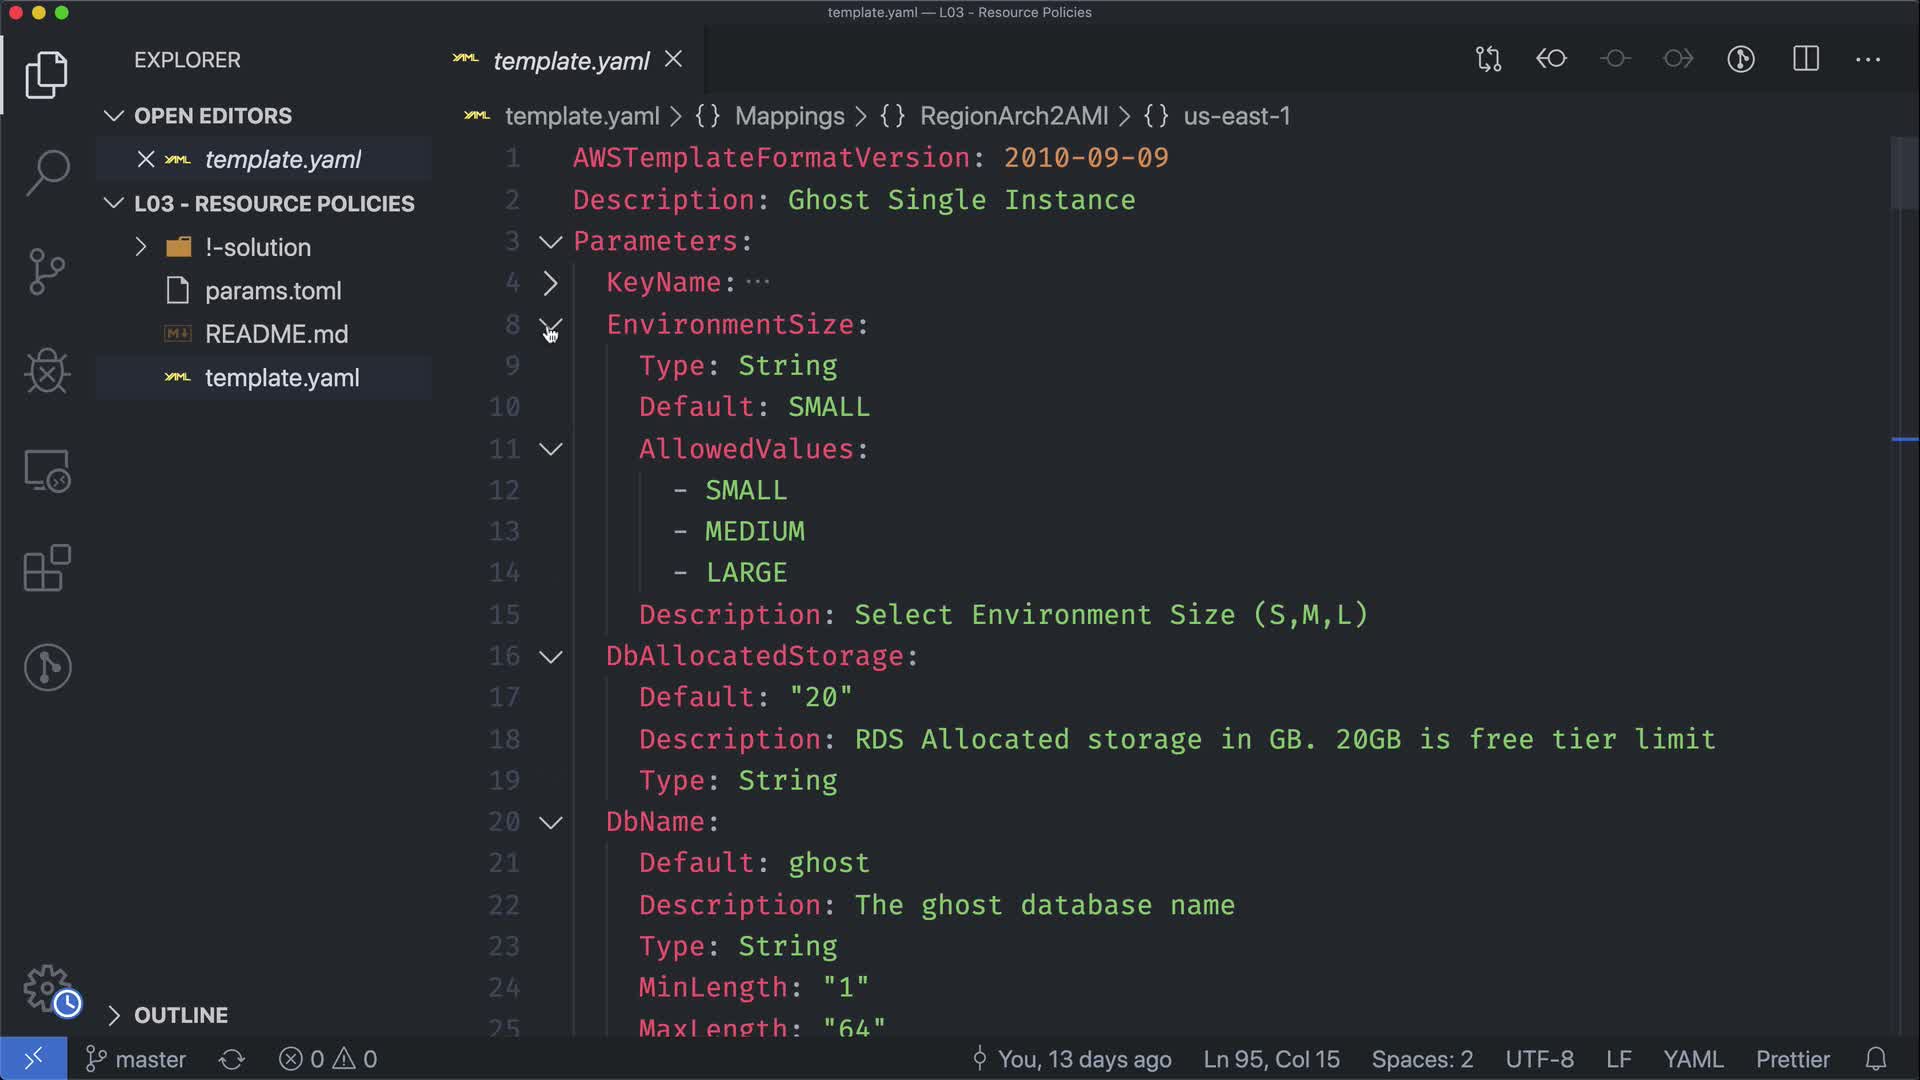 template.yaml — L03 - Resource Policies
EXPLORER
OPEN EDITORS
YAML template.yaml
L03 - RESOURCE POLICIES
!-solution
params.toml
M↓ README.md
YAML template.yaml
OUTLINE
YAML template.yaml
YAML template.yaml > {} Mappings > {} RegionArch2AMI > {} us-east-1
1 AWSTemplateFormatVersion: 2010-09-09
2 Description: Ghost Single Instance
3 Parameters:
4 KeyName: ···
8 EnvironmentSize:
9 Type: String
10 Default: SMALL
11 AllowedValues:
12 - SMALL
13 - MEDIUM
14 - LARGE
15 Description: Select Environment Size (S,M,L)
16 DbAllocatedStorage:
17 Default: "20"
18 Description: RDS Allocated storage in GB. 20GB is free tier limit
19 Type: String
20 DbName:
21 Default: ghost
22 Description: The ghost database name
23 Type: String
24 MinLength: "1"
25 MaxLength: "64"
master 0 0 You, 13 days ago Ln 95, Col 15 Spaces: 2 UTF-8 LF YAML Prettier